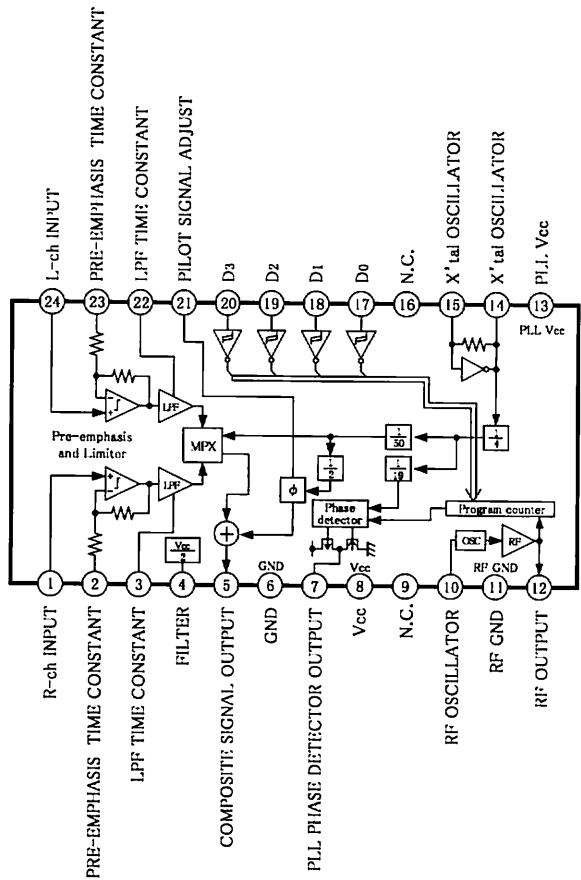 L-ch INPUT
PRE-EMPHASIS TIME CONSTANT
LPF TIME CONSTANT
PILOT SIGNAL ADJUST
D3
D2
D1
D0
N.C.
X'tal OSCILLATOR
X'tal OSCILLATOR
PLL Vcc
24
23
22
21
20
19
18
17
16
15
14
13
PLL Vcc
Pre-emphasis
and Limitor
LPF
LPF
MPX
1/50
1/4
1/2
1/19
φ
Phase
detector
Program counter
OSC
RF
Vcc/2
+
GND
Vcc
RF GND
1
2
3
4
5
6
7
8
9
10
11
12
R-ch INPUT
PRE-EMPHASIS TIME CONSTANT
LPF TIME CONSTANT
FILTER
COMPOSITE SIGNAL OUTPUT
GND
PLL PHASE DETECTOR OUTPUT
Vcc
N.C.
RF OSCILLATOR
RF GND
RF OUTPUT